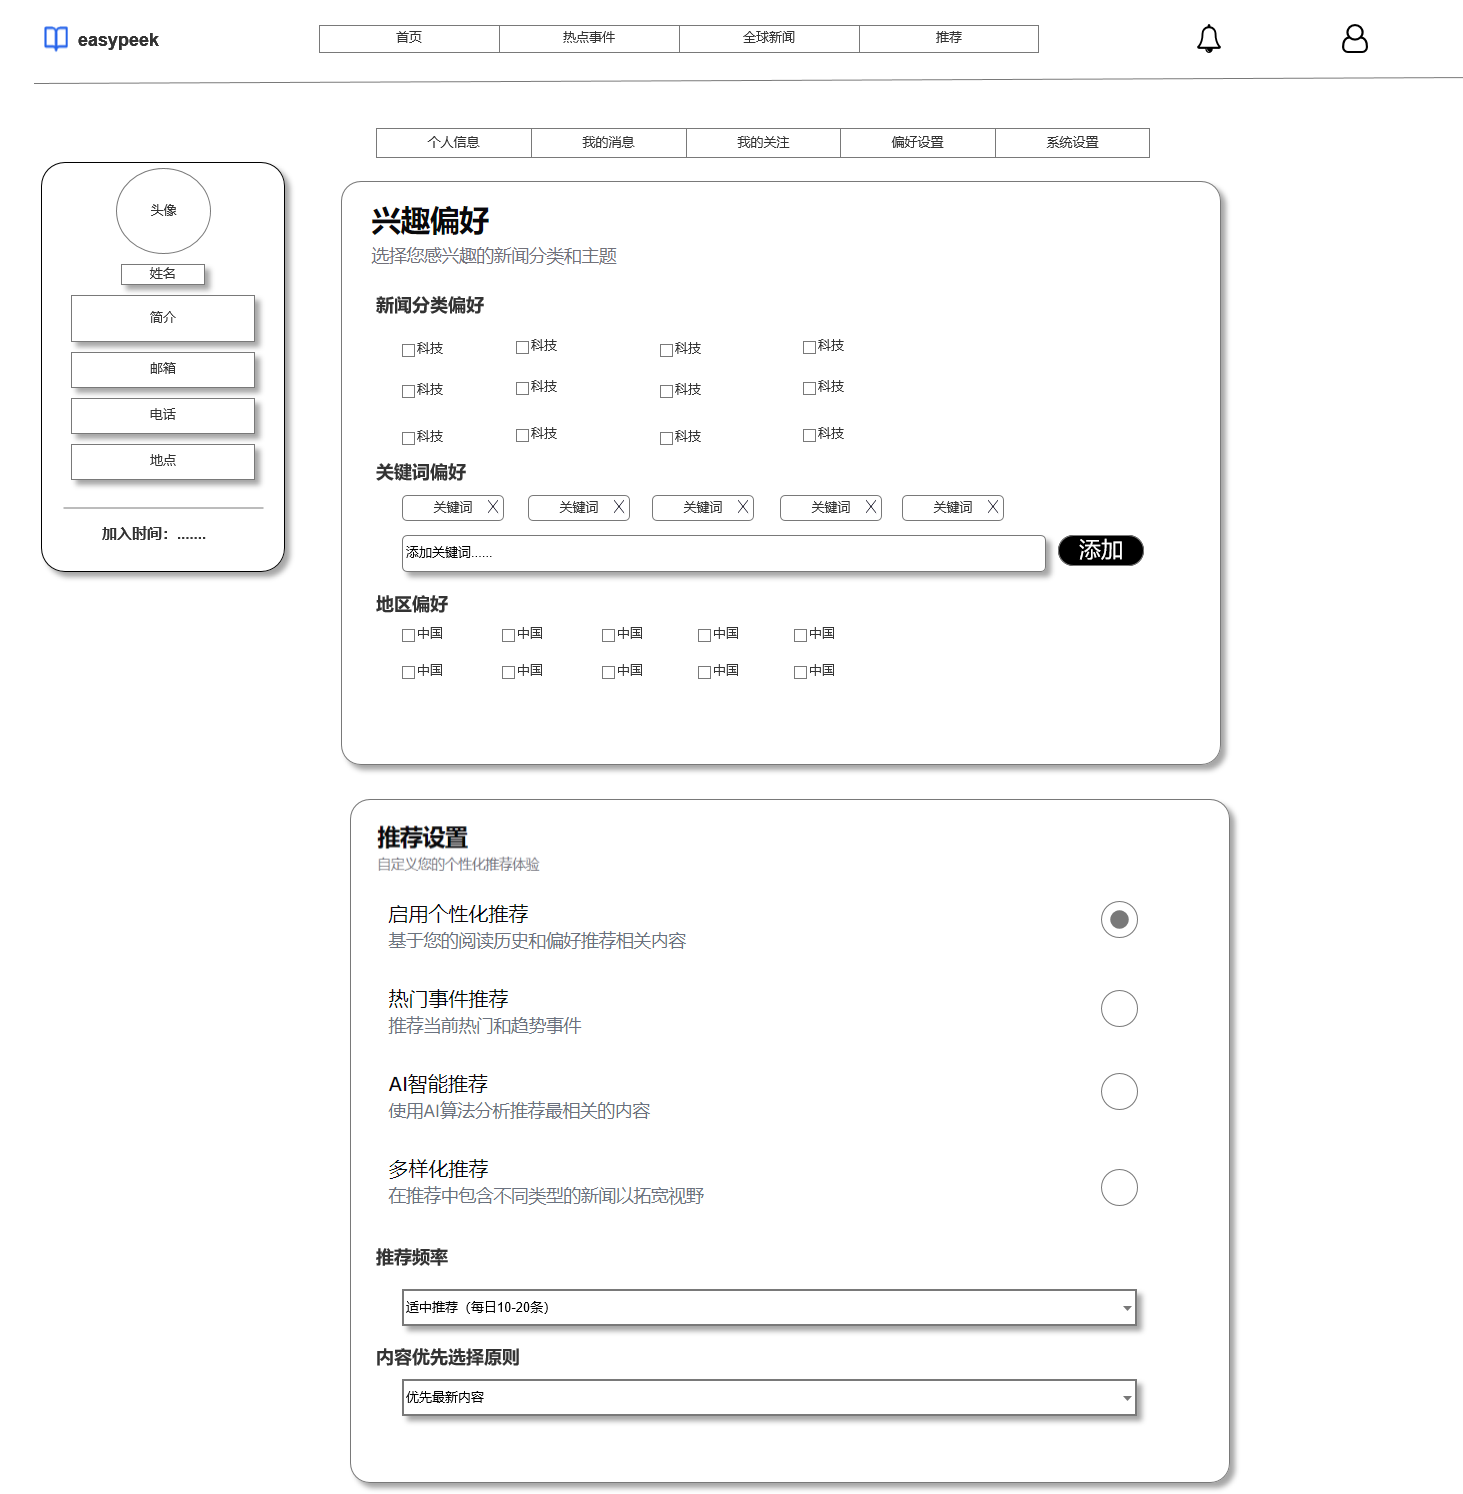 easypeek
首页 热点事件 全球新闻 推荐
个人信息 我的消息 我的关注 偏好设置 系统设置
头像
姓名
简介
邮箱
电话
地点
加入时间：.......
兴趣偏好
选择您感兴趣的新闻分类和主题
新闻分类偏好
科技 科技 科技 科技
科技 科技 科技 科技
科技 科技 科技 科技
关键词偏好
关键词 X 关键词 X 关键词 X 关键词 X 关键词 X
添加关键词...... 添加
地区偏好
中国 中国 中国 中国 中国
中国 中国 中国 中国 中国
推荐设置
自定义您的个性化推荐体验
启用个性化推荐
基于您的阅读历史和偏好推荐相关内容
热门事件推荐
推荐当前热门和趋势事件
AI智能推荐
使用AI算法分析推荐最相关的内容
多样化推荐
在推荐中包含不同类型的新闻以拓宽视野
推荐频率
适中推荐（每日10-20条）
内容优先选择原则
优先最新内容